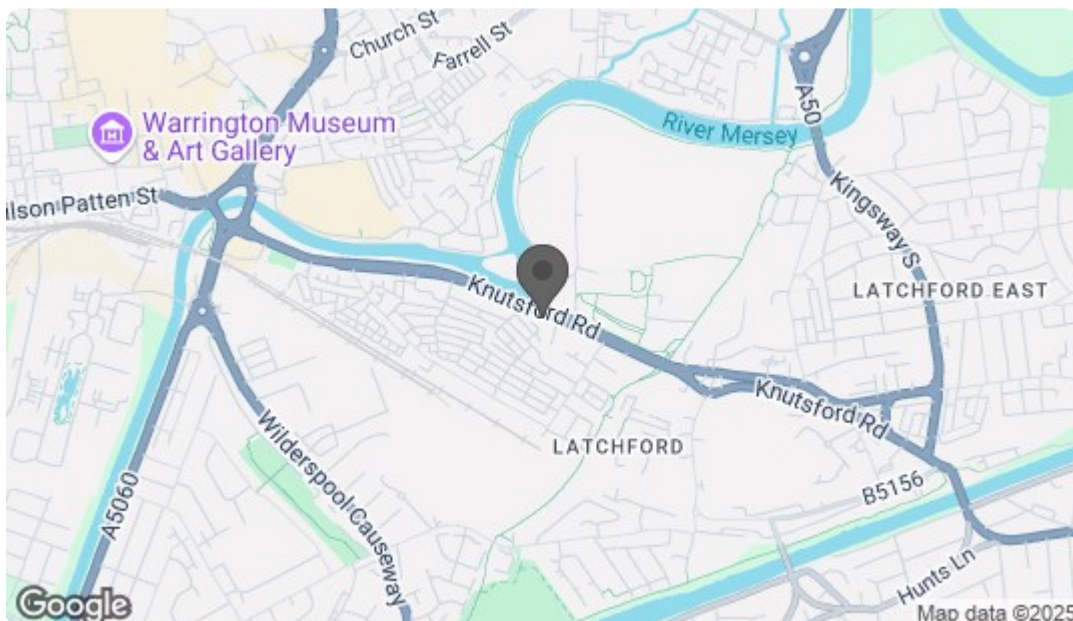 Church St
Farrell St
A50
River Mersey
Warrington Museum
& Art Gallery
ilson Patten St
Kingsway S
LATCHFORD EAST
Knutsford Rd
Knutsford Rd
LATCHFORD
Wilderspool Causeway
A5060
B5156
Hunts Ln
Google
Map data ©2025